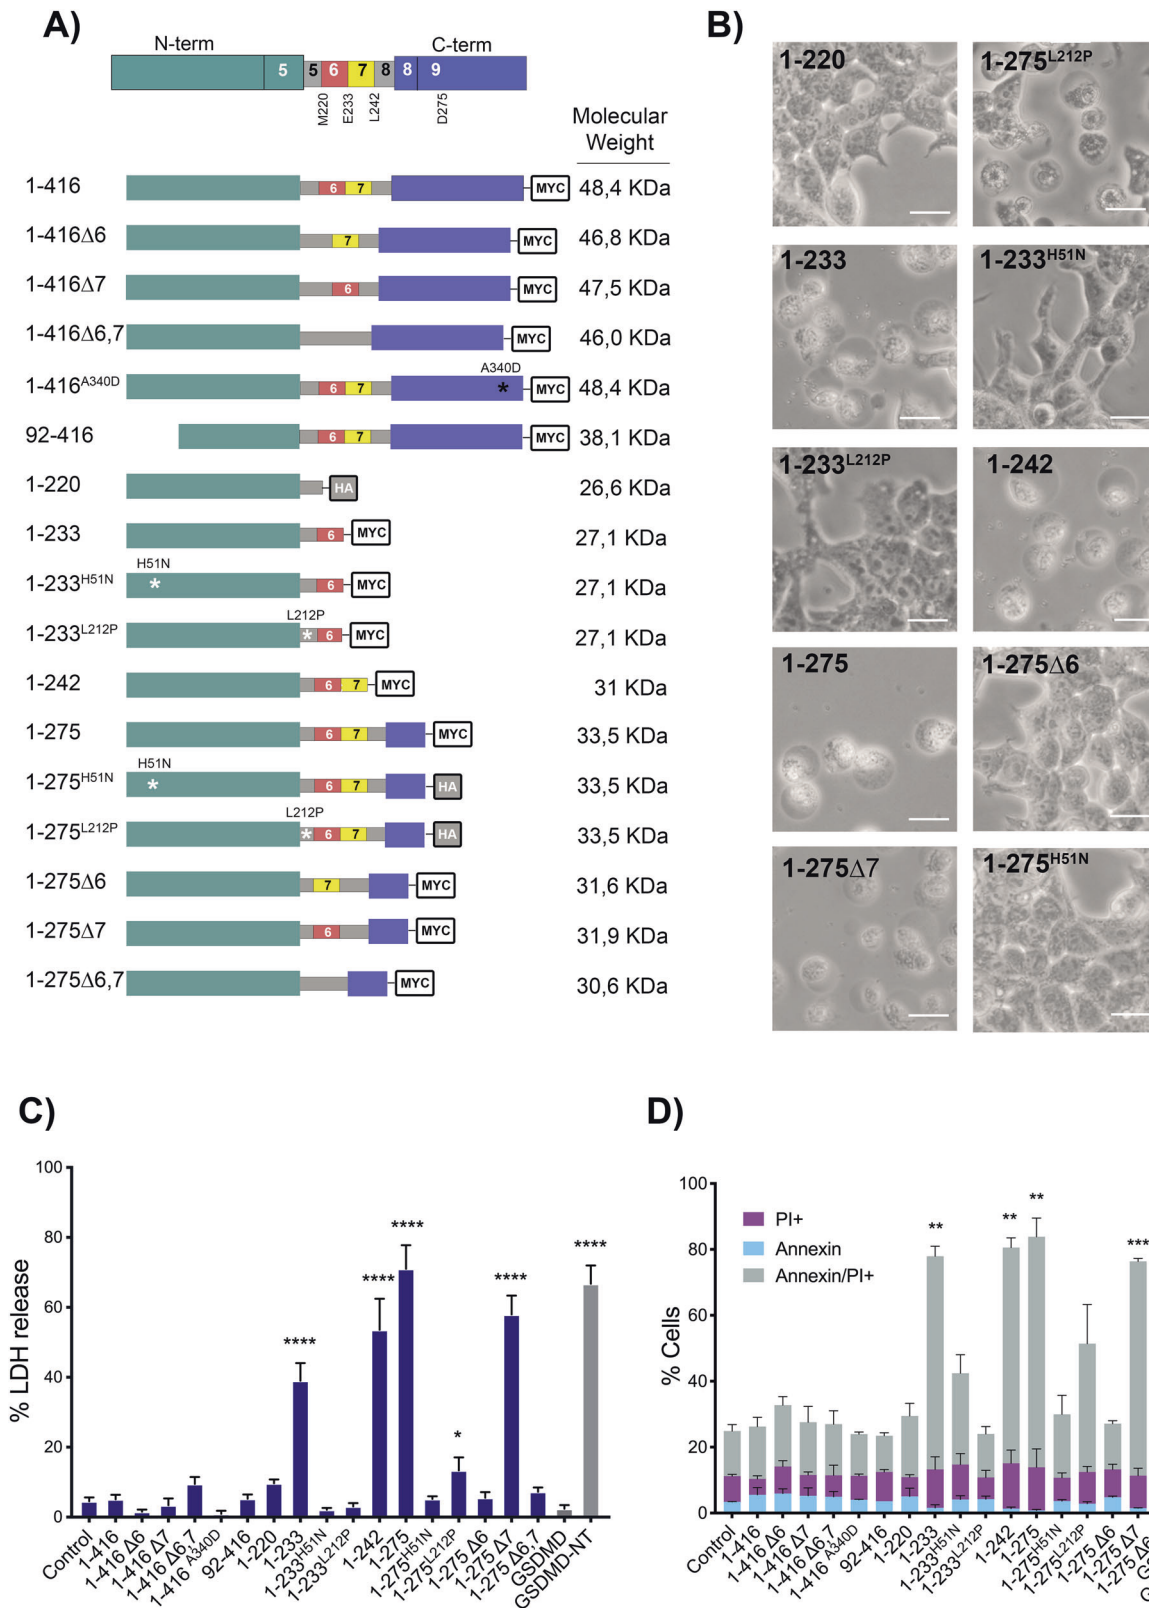 A)
N-term
C-term
5
5
6
7
8
8
9
M220
E233
L242
D275
Molecular
Weight
1-416
6
7
MYC
48,4 KDa
1-416Δ6
7
MYC
46,8 KDa
1-416Δ7
6
MYC
47,5 KDa
1-416Δ6,7
MYC
46,0 KDa
1-416A340D
6
7
A340D
*
MYC
48,4 KDa
92-416
6
7
MYC
38,1 KDa
1-220
HA
26,6 KDa
1-233
6
MYC
27,1 KDa
1-233H51N
H51N
*
6
MYC
27,1 KDa
1-233L212P
L212P
*
6
MYC
27,1 KDa
1-242
6
7
MYC
31 KDa
1-275
6
7
MYC
33,5 KDa
1-275H51N
H51N
*
6
7
HA
33,5 KDa
1-275L212P
L212P
*
6
7
HA
33,5 KDa
1-275Δ6
7
MYC
31,6 KDa
1-275Δ7
6
MYC
31,9 KDa
1-275Δ6,7
MYC
30,6 KDa
B)
1-220
1-275L212P
1-233
1-233H51N
1-233L212P
1-242
1-275
1-275Δ6
1-275Δ7
1-275H51N
C)
% LDH release
100
80
60
40
20
0
****
****
****
*
****
****
Control
1-416
1-416 Δ6
1-416 Δ7
1-416 Δ6,7
1-416 A340D
92-416
1-220
1-233
1-233H51N
1-233L212P
1-242
1-275
1-275H51N
1-275L212P
1-275 Δ6
1-275 Δ7
1-275 Δ6,7
GSDMD
GSDMD-NT
D)
% Cells
100
80
60
40
20
0
PI+
Annexin
Annexin/PI+
**
**
**
***
Control
1-416
1-416 Δ6
1-416 Δ7
1-416 Δ6,7
1-416 A340D
92-416
1-220
1-233
1-233H51N
1-233L212P
1-242
1-275
1-275H51N
1-275L212P
1-275 Δ6
1-275 Δ7
1-275 Δ6